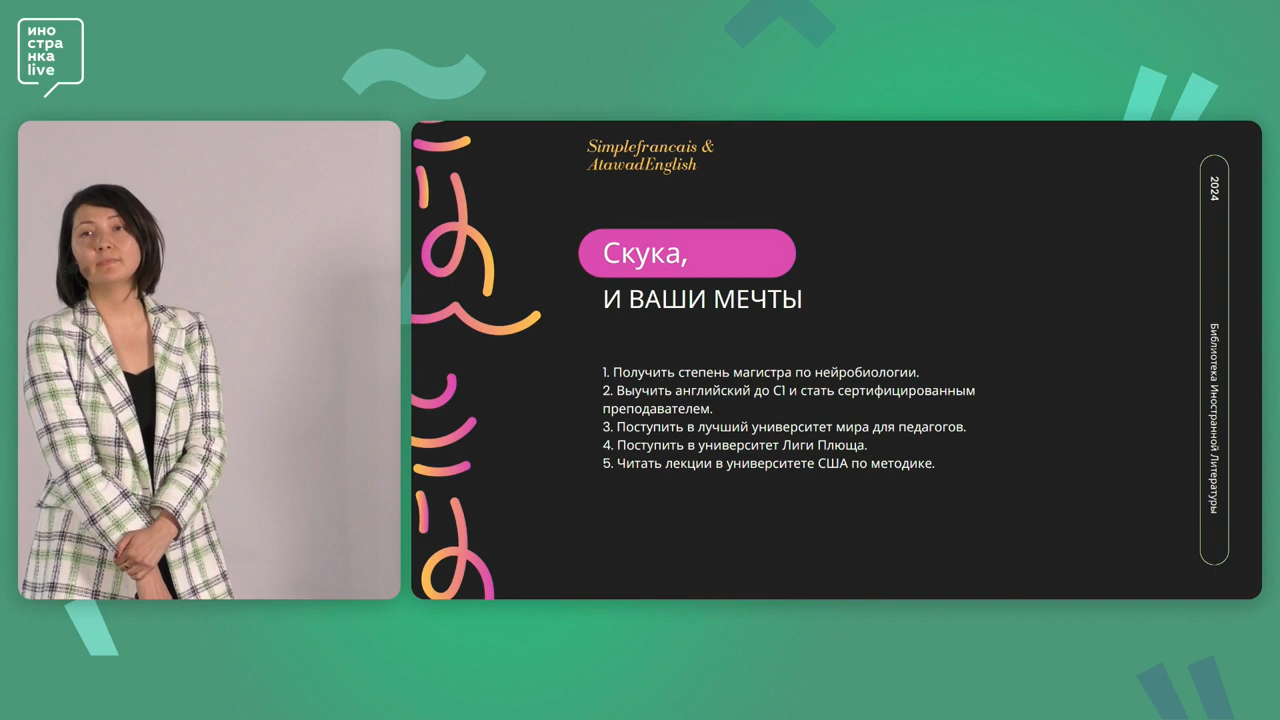 ино
стра
нка
live
Simplefrancais &
AtawadEnglish
Скука,
И ВАШИ МЕЧТЫ
1. Получить степень магистра по нейробиологии.
2. Выучить английский до C1 и стать сертифицированным
преподавателем.
3. Поступить в лучший университет мира для педагогов.
4. Поступить в университет Лиги Плюща.
5. Читать лекции в университете США по методике.
2024
Библиотека Иностранной Литературы